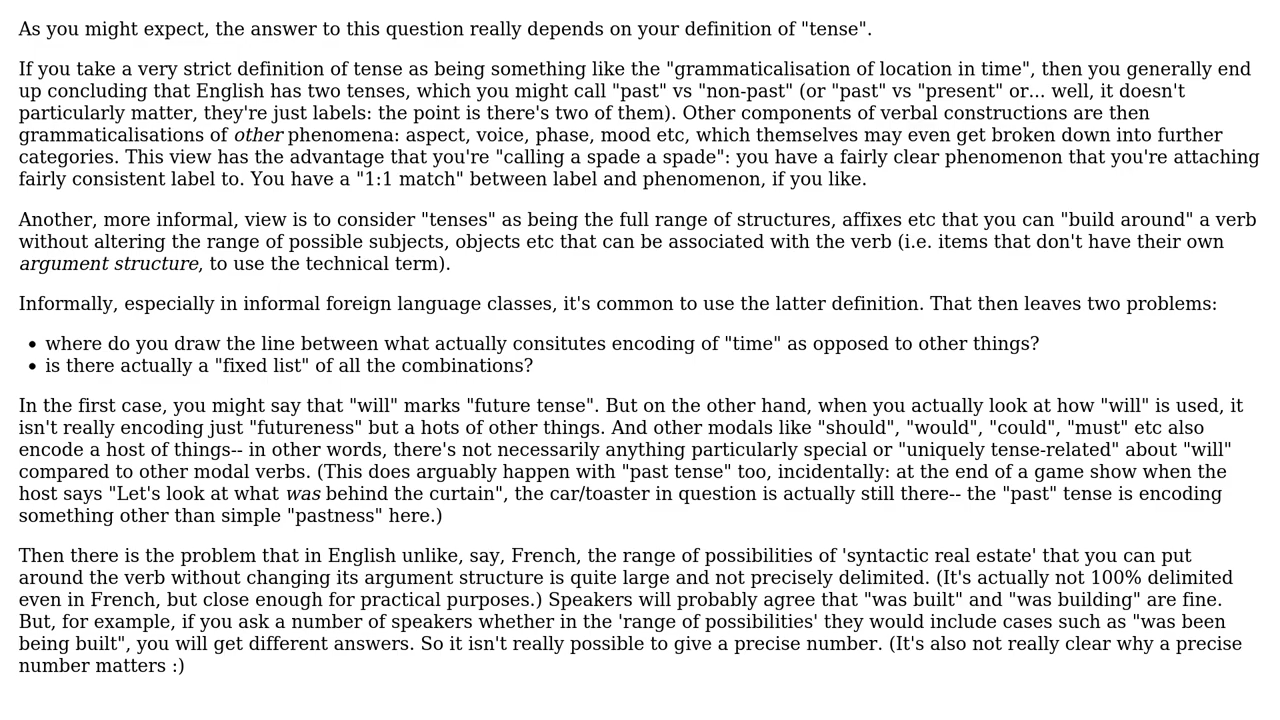 As you might expect, the answer to this question really depends on your definition of "tense".
If you take a very strict definition of tense as being something like the "grammaticalisation of location in time", then you generally end
up concluding that English has two tenses, which you might call "past" vs "non-past" (or "past" vs "present" or... well, it doesn't
particularly matter, they're just labels: the point is there's two of them). Other components of verbal constructions are then
grammaticalisations of other phenomena: aspect, voice, phase, mood etc, which themselves may even get broken down into further
categories. This view has the advantage that you're "calling a spade a spade": you have a fairly clear phenomenon that you're attaching
fairly consistent label to. You have a "1:1 match" between label and phenomenon, if you like.
Another, more informal, view is to consider "tenses" as being the full range of structures, affixes etc that you can "build around" a verb
without altering the range of possible subjects, objects etc that can be associated with the verb (i.e. items that don't have their own
argument structure, to use the technical term).
Informally, especially in informal foreign language classes, it's common to use the latter definition. That then leaves two problems:
• where do you draw the line between what actually consitutes encoding of "time" as opposed to other things?
• is there actually a "fixed list" of all the combinations?
In the first case, you might say that "will" marks "future tense". But on the other hand, when you actually look at how "will" is used, it
isn't really encoding just "futureness" but a hots of other things. And other modals like "should", "would", "could", "must" etc also
encode a host of things-- in other words, there's not necessarily anything particularly special or "uniquely tense-related" about "will"
compared to other modal verbs. (This does arguably happen with "past tense" too, incidentally: at the end of a game show when the
host says "Let's look at what was behind the curtain", the car/toaster in question is actually still there-- the "past" tense is encoding
something other than simple "pastness" here.)
Then there is the problem that in English unlike, say, French, the range of possibilities of 'syntactic real estate' that you can put
around the verb without changing its argument structure is quite large and not precisely delimited. (It's actually not 100% delimited
even in French, but close enough for practical purposes.) Speakers will probably agree that "was built" and "was building" are fine.
But, for example, if you ask a number of speakers whether in the 'range of possibilities' they would include cases such as "was been
being built", you will get different answers. So it isn't really possible to give a precise number. (It's also not really clear why a precise
number matters :)